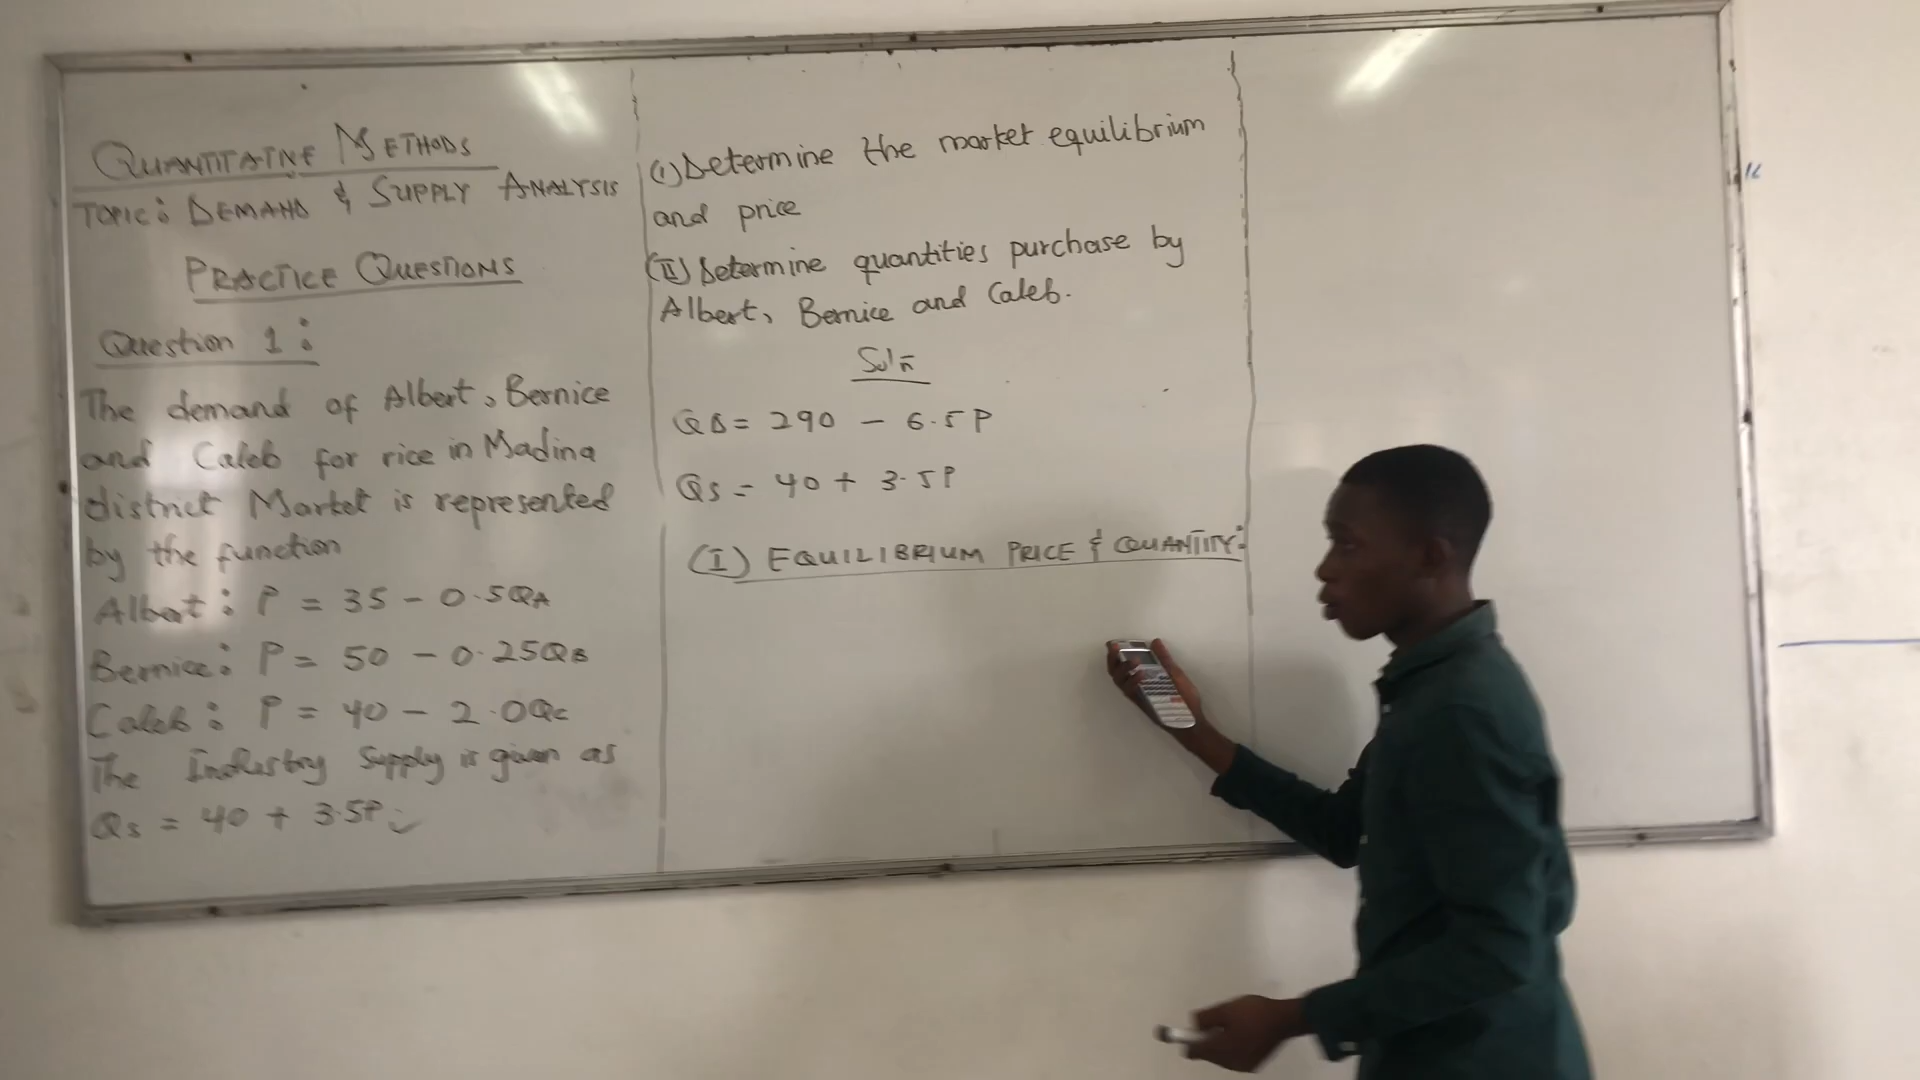 QUANTITATIVE METHODS
TOPIC: DEMAND & SUPPLY ANALYSIS
PRACTICE QUESTIONS
Question 1:
The demand of Albert, Bernice
and Caleb for rice in Madina
district Market is represented
by the function
Albert: P = 35 - 0.5QA
Bernice: P = 50 - 0.25QB
Caleb: P = 40 - 2.0Qc
The Industry Supply is given as
Qs = 40 + 3.5P
(I) Determine the market equilibrium
and price
(II) Determine quantities purchase by
Albert, Bernice and Caleb.
Soln
QD = 290 - 6.5P
QS = 40 + 3.5P
(I) EQUILIBRIUM PRICE & QUANTITY: